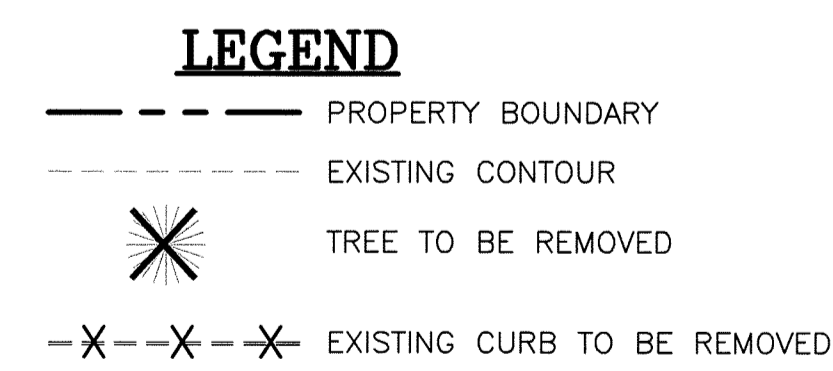 LEGEND
PROPERTY BOUNDARY
EXISTING CONTOUR
TREE TO BE REMOVED
EXISTING CURB TO BE REMOVED